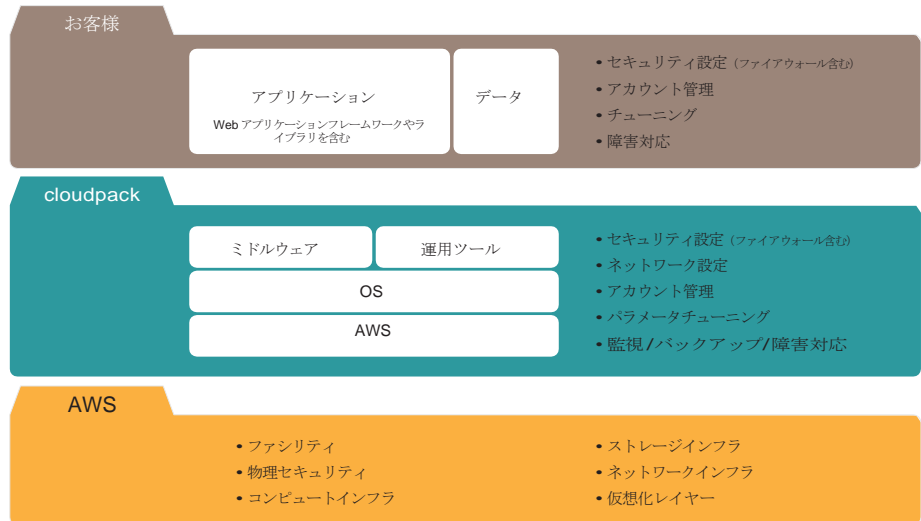 お客様
アプリケーション
Web アプリケーションフレームワークやラ
イブラリを含む
データ
• セキュリティ設定（ファイアウォール含む）
• アカウント管理
• チューニング
• 障害対応
cloudpack
ミドルウェア
運用ツール
OS
AWS
• セキュリティ設定（ファイアウォール含む）
• ネットワーク設定
• アカウント管理
• パラメータチューニング
• 監視/バックアップ/障害対応
AWS
• ファシリティ
• 物理セキュリティ
• コンピュートインフラ
• ストレージインフラ
• ネットワークインフラ
• 仮想化レイヤー